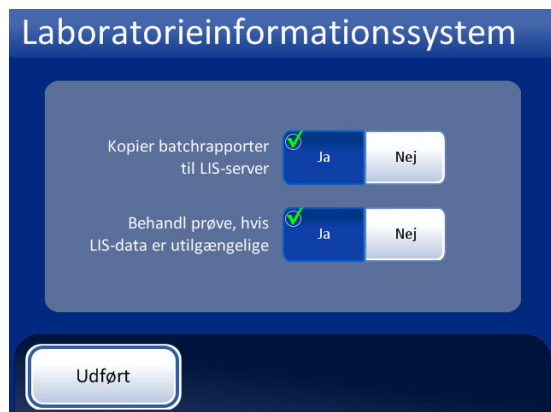 Laboratorieinformationssystem
Kopier batchrapporter
til LIS-server
Ja
Nej
Behandl prøve, hvis
LIS-data er utilgængelige
Ja
Nej
Udført